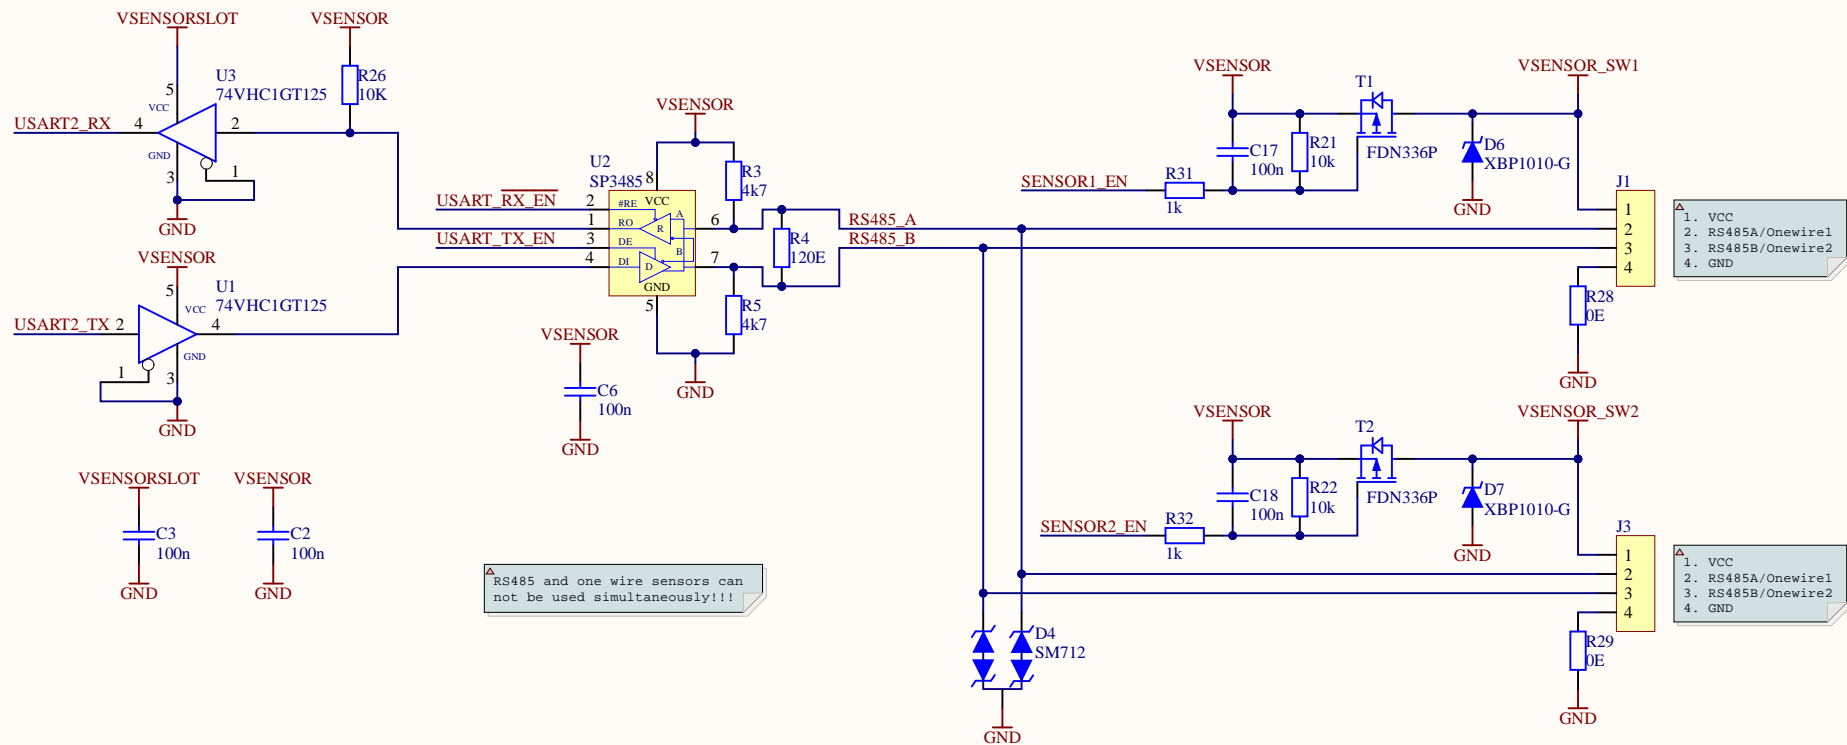 VSENSORSLOT
5
VCC
U3
74VHC1GT125
USART2_RX
4
2
GND
1
3
GND
VSENSOR
R26
10K
VSENSOR
5
VCC
U1
74VHC1GT125
USART2_TX
2
4
GND
1
3
GND
VSENSORSLOT
C3
100n
GND
VSENSOR
C2
100n
GND
VSENSOR
U2
SP3485
8
VCC
R3
4k7
USART_RX_EN
2
#RE
A
1
RO
R
6
USART_TX_EN
3
DE
B
4
DI
D
7
GND
5
R4
120E
R5
4k7
GND
VSENSOR
C6
100n
GND
RS485_A
RS485_B
RS485 and one wire sensors can
not be used simultaneously!!!
VSENSOR
T1
VSENSOR_SW1
C17
100n
R21
10k
FDN336P
D6
XBP1010-G
GND
SENSOR1_EN
R31
1k
J1
1
2
3
4
R28
0E
GND
1. VCC
2. RS485A/Onewire1
3. RS485B/Onewire2
4. GND
VSENSOR
T2
VSENSOR_SW2
C18
100n
R22
10k
FDN336P
D7
XBP1010-G
GND
SENSOR2_EN
R32
1k
J3
1
2
3
4
R29
0E
GND
1. VCC
2. RS485A/Onewire1
3. RS485B/Onewire2
4. GND
D4
SM712
GND